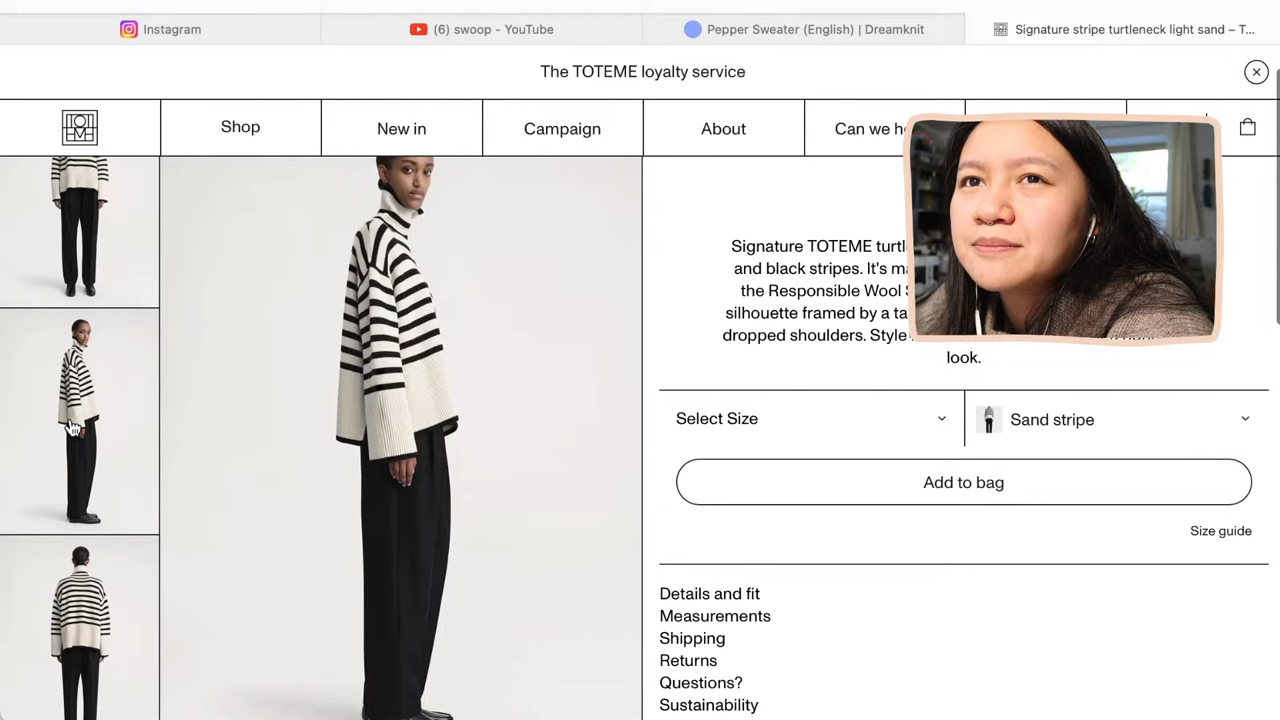 Instagram
(6) swoop - YouTube
Pepper Sweater (English) | Dreamknit
Signature stripe turtleneck light sand – T...
The TOTEME loyalty service
Shop
New in
Campaign
About
Can we
Signature TOTEME
and black stripes. It's
the Responsible Wool
silhouette framed by a
dropped shoulders. Style
look.
Select Size
Sand stripe
Add to bag
Size guide
Details and fit
Measurements
Shipping
Returns
Questions?
Sustainability